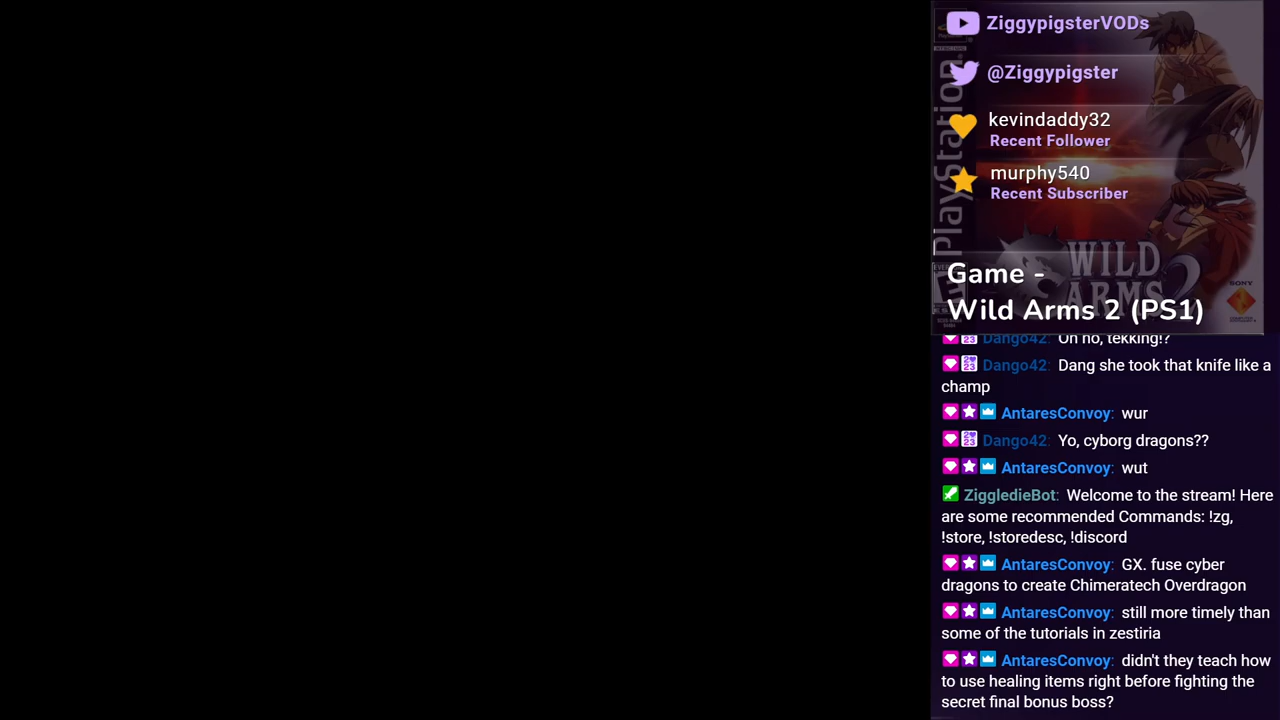 ZiggypigsterVODs
@Ziggypigster
kevindaddy32
Recent Follower
murphy540
Recent Subscriber
PlayStation
WILD
ARMS 2
SONY
Game -
Wild Arms 2 (PS1)
Dango42: Oh no, tekking!?
Dango42: Dang she took that knife like a
champ
AntaresConvoy: wur
Dango42: Yo, cyborg dragons??
AntaresConvoy: wut
ZiggledieBot: Welcome to the stream! Here
are some recommended Commands: !zg,
!store, !storedesc, !discord
AntaresConvoy: GX. fuse cyber
dragons to create Chimeratech Overdragon
AntaresConvoy: still more timely than
some of the tutorials in zestiria
AntaresConvoy: didn't they teach how
to use healing items right before fighting the
secret final bonus boss?